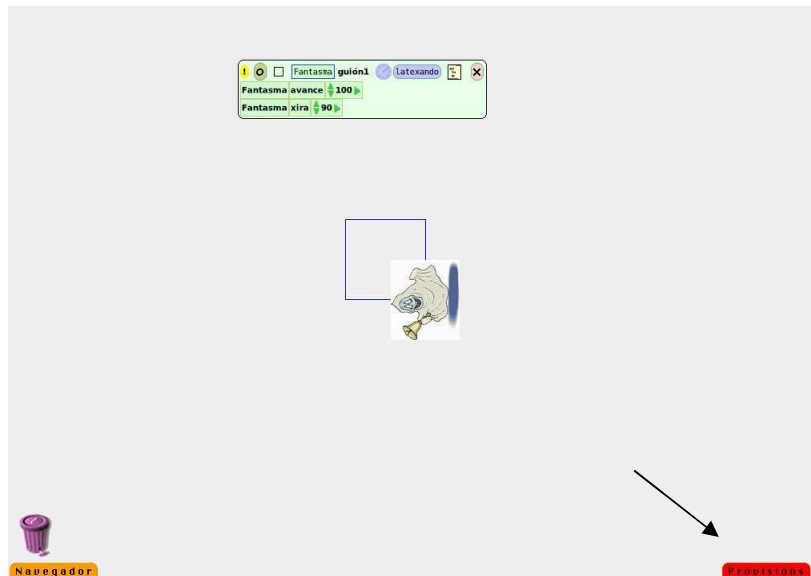 ! Fantasma guión1 latexando
Fantasma avance 100
Fantasma xira 90
Navegador
Provisións